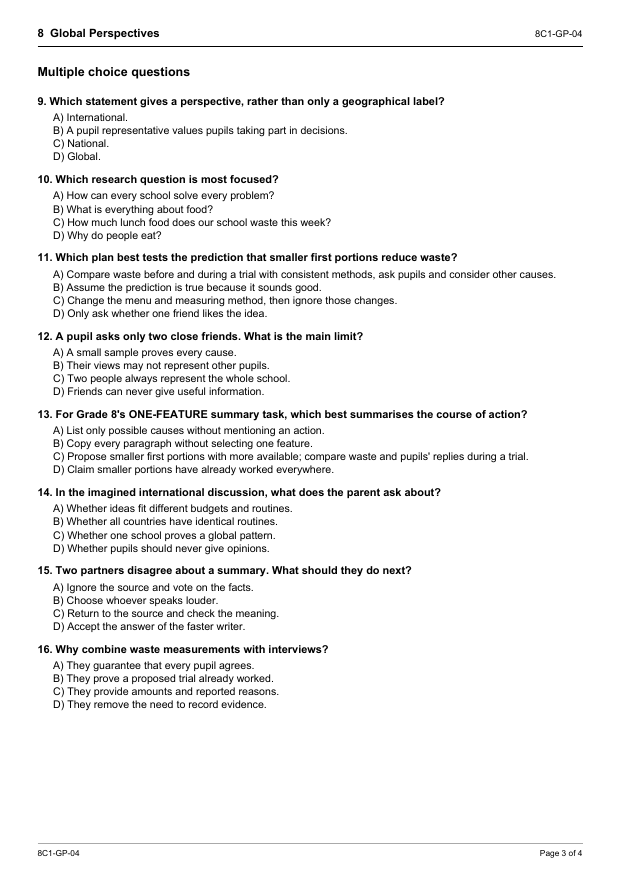 8 Global Perspectives
8C1-GP-04
Multiple choice questions
9. Which statement gives a perspective, rather than only a geographical label?
A) International.
B) A pupil representative values pupils taking part in decisions.
C) National.
D) Global.
10. Which research question is most focused?
A) How can every school solve every problem?
B) What is everything about food?
C) How much lunch food does our school waste this week?
D) Why do people eat?
11. Which plan best tests the prediction that smaller first portions reduce waste?
A) Compare waste before and during a trial with consistent methods, ask pupils and consider other causes.
B) Assume the prediction is true because it sounds good.
C) Change the menu and measuring method, then ignore those changes.
D) Only ask whether one friend likes the idea.
12. A pupil asks only two close friends. What is the main limit?
A) A small sample proves every cause.
B) Their views may not represent other pupils.
C) Two people always represent the whole school.
D) Friends can never give useful information.
13. For Grade 8's ONE-FEATURE summary task, which best summarises the course of action?
A) List only possible causes without mentioning an action.
B) Copy every paragraph without selecting one feature.
C) Propose smaller first portions with more available; compare waste and pupils' replies during a trial.
D) Claim smaller portions have already worked everywhere.
14. In the imagined international discussion, what does the parent ask about?
A) Whether ideas fit different budgets and routines.
B) Whether all countries have identical routines.
C) Whether one school proves a global pattern.
D) Whether pupils should never give opinions.
15. Two partners disagree about a summary. What should they do next?
A) Ignore the source and vote on the facts.
B) Choose whoever speaks louder.
C) Return to the source and check the meaning.
D) Accept the answer of the faster writer.
16. Why combine waste measurements with interviews?
A) They guarantee that every pupil agrees.
B) They prove a proposed trial already worked.
C) They provide amounts and reported reasons.
D) They remove the need to record evidence.
8C1-GP-04
Page 3 of 4